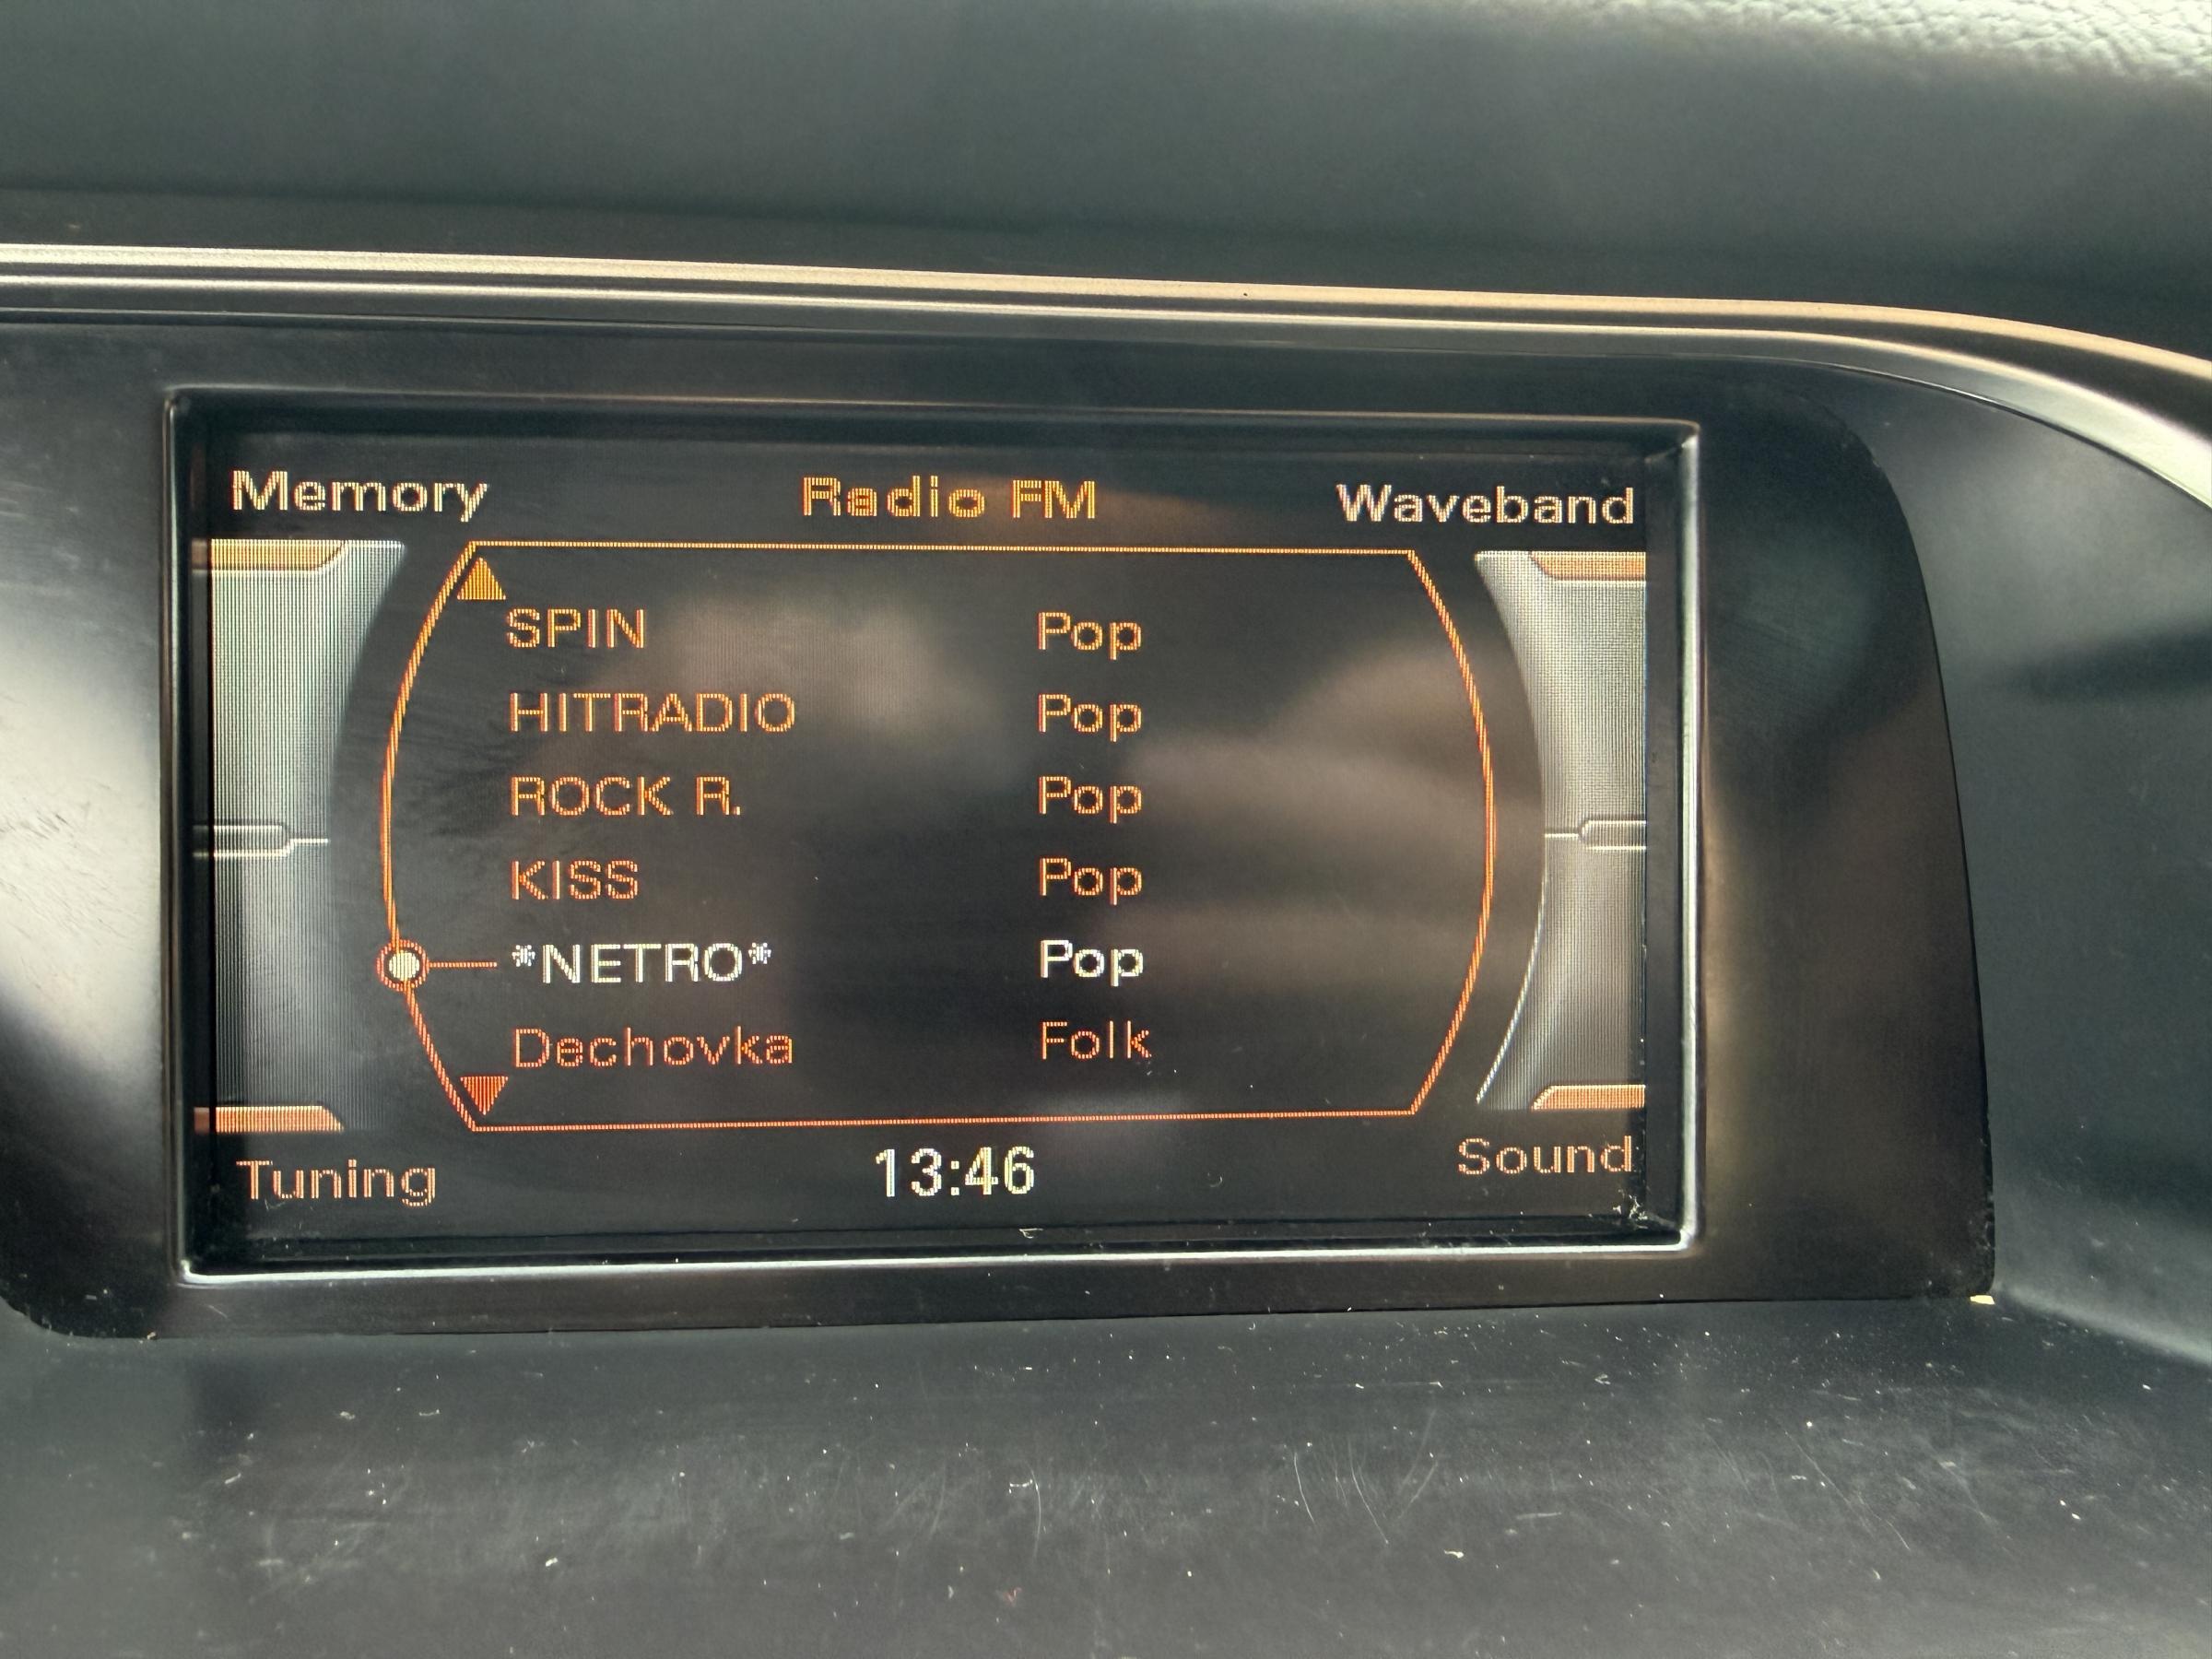 Memory Radio FM Waveband
SPIN Pop
HITRADIO Pop
ROCK R. Pop
KISS Pop
*NETRO* Pop
Dechovka Folk
Tuning 13:46 Sound